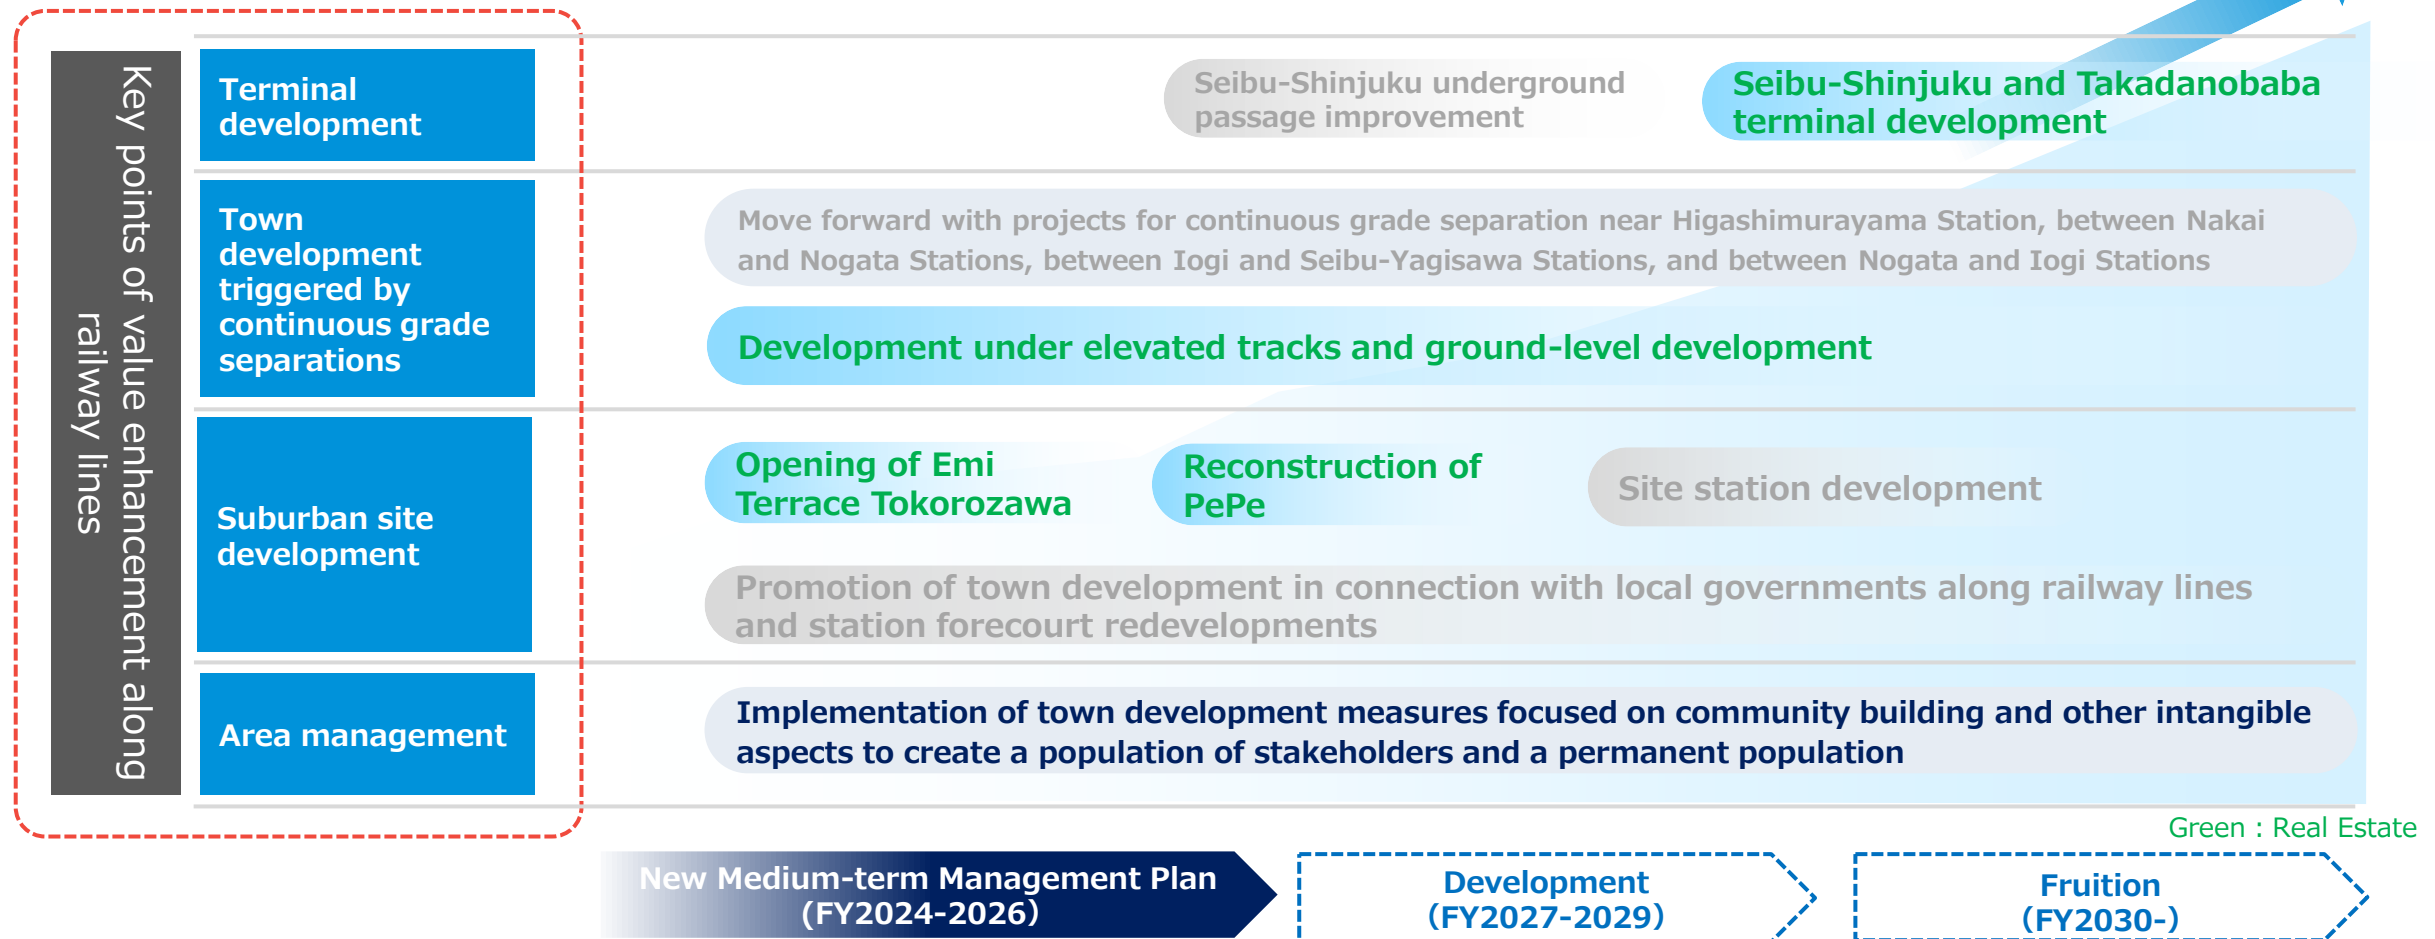 Key points of value enhancement along
railway lines
Terminal
development
Seibu-Shinjuku underground
passage improvement
Seibu-Shinjuku and Takadanobaba
terminal development
Town
development
triggered by
continuous grade
separations
Move forward with projects for continuous grade separation near Higashimurayama Station, between Nakai
and Nogata Stations, between Iogi and Seibu-Yagisawa Stations, and between Nogata and Iogi Stations
Development under elevated tracks and ground-level development
Suburban site
development
Opening of Emi
Terrace Tokorozawa
Reconstruction of
PePe
Site station development
Promotion of town development in connection with local governments along railway lines
and station forecourt redevelopments
Area management
Implementation of town development measures focused on community building and other intangible
aspects to create a population of stakeholders and a permanent population
Green : Real Estate
New Medium-term Management Plan
(FY2024-2026)
Development
(FY2027-2029)
Fruition
(FY2030-)